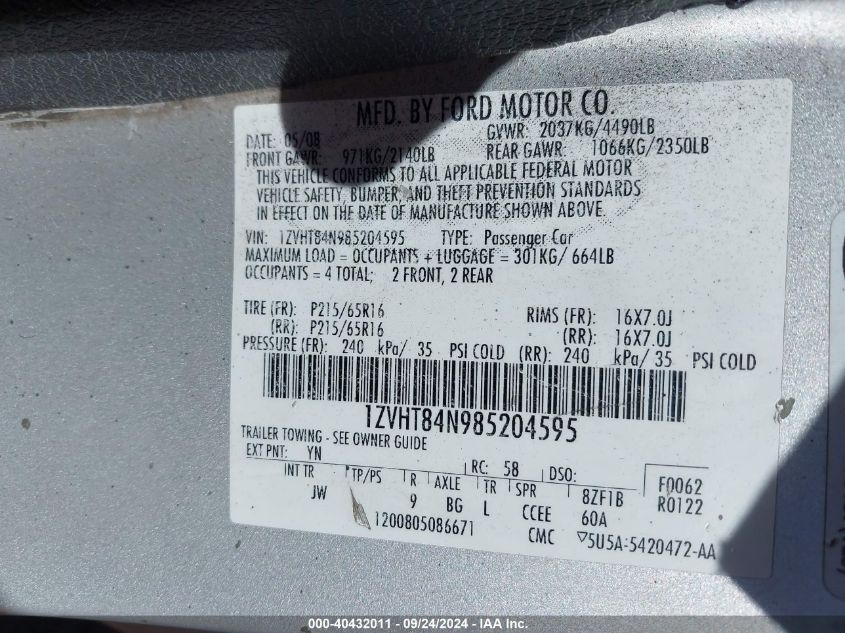 MFD. BY FORD MOTOR CO.
DATE: 05/08 GVWR: 2037KG/4490LB
FRONT GAWR: 971KG/2140LB REAR GAWR: 1066KG/2350LB
THIS VEHICLE CONFORMS TO ALL APPLICABLE FEDERAL MOTOR
VEHICLE SAFETY, BUMPER, AND THEFT PREVENTION STANDARDS
IN EFFECT ON THE DATE OF MANUFACTURE SHOWN ABOVE.
VIN: 1ZVHT84N985204595 TYPE: Passenger Car
MAXIMUM LOAD = OCCUPANTS + LUGGAGE = 301KG/ 664LB
OCCUPANTS = 4 TOTAL; 2 FRONT, 2 REAR
TIRE (FR): P215/65R16 RIMS (FR): 16X7.0J
(RR): P215/65R16 (RR): 16X7.0J
PRESSURE (FR): 240 kPa/ 35 PSI COLD (RR): 240 kPa/ 35 PSI COLD
1ZVHT84N985204595
TRAILER TOWING - SEE OWNER GUIDE
EXT PNT: YN RC: 58 DSO: F0062
INT TR TP/PS R AXLE TR SPR 8ZF1B R0122
JW 9 BG L CCEE 60A
1200805086671 CMC ▽5U5A-5420472-AA
000-40432011 - 09/24/2024 - IAA Inc.